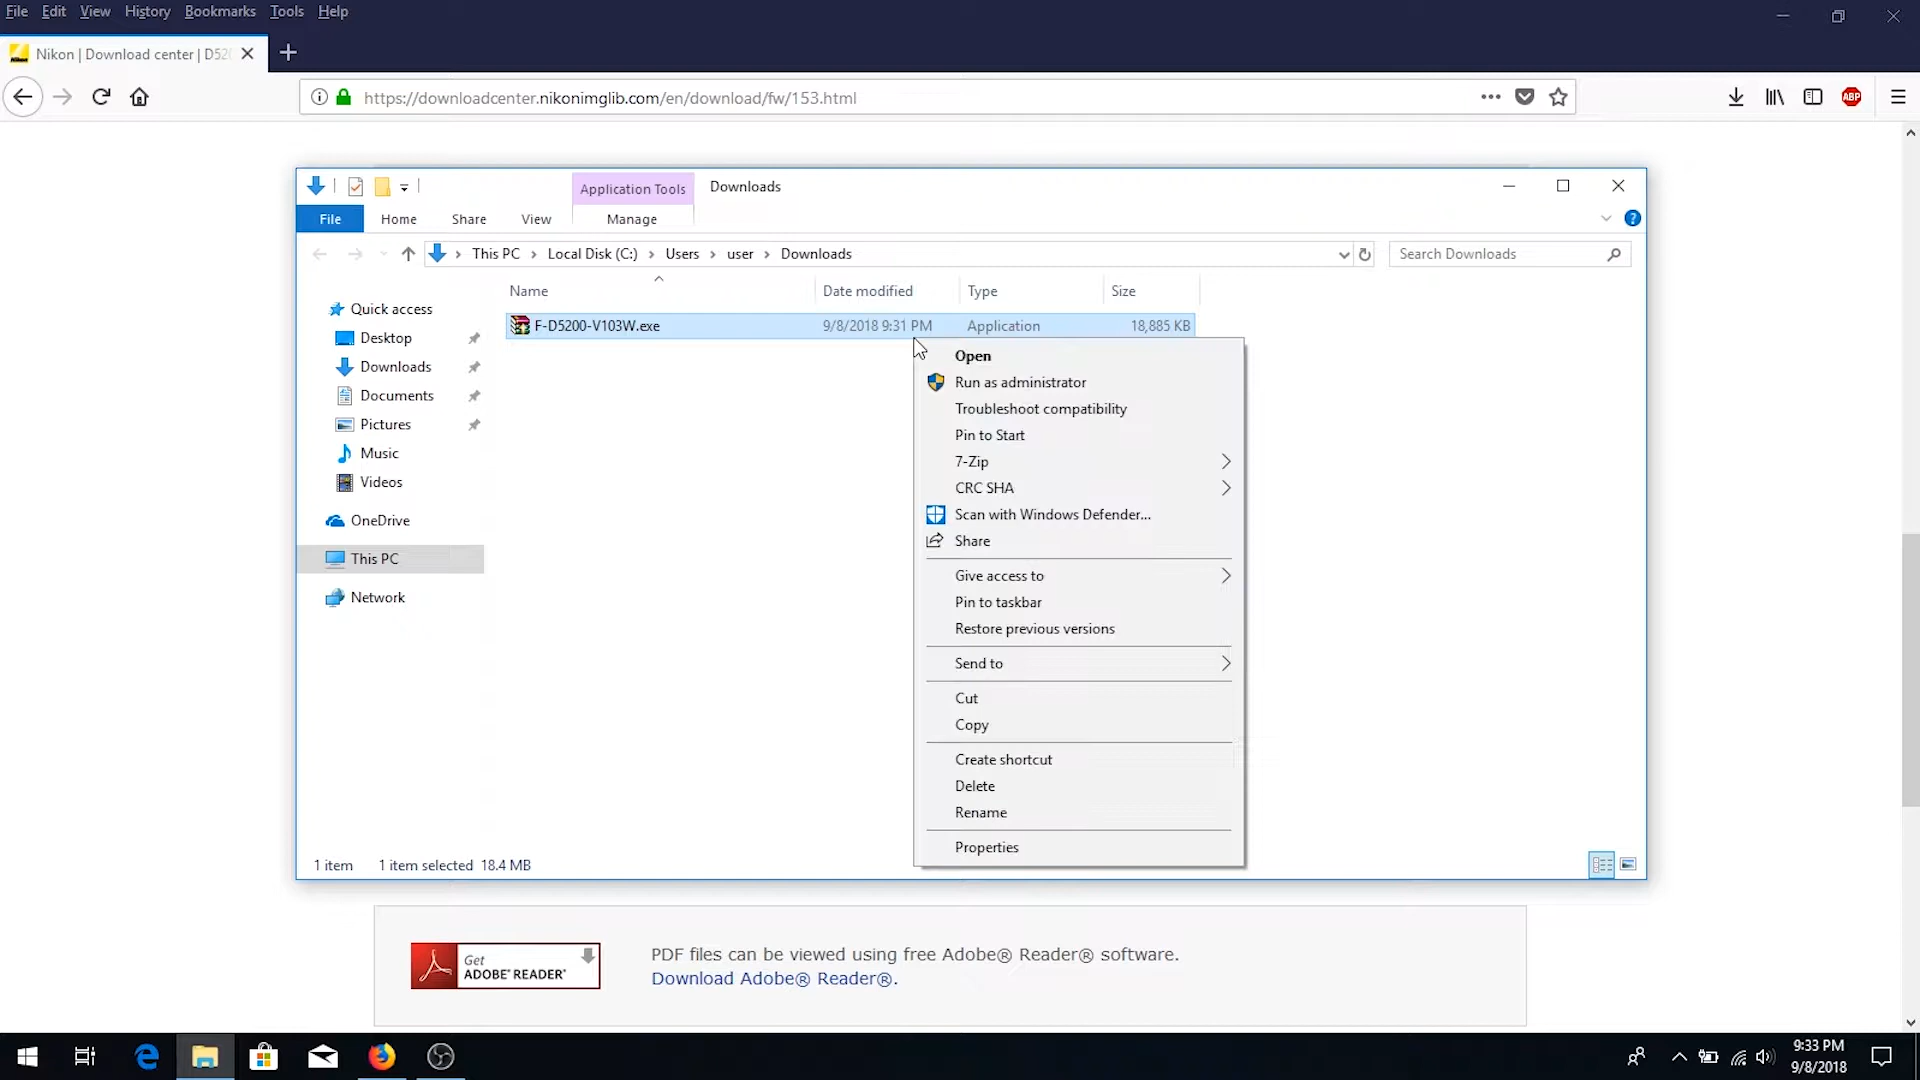 File Edit View History Bookmarks Tools Help
Nikon | Download center | D520
https://downloadcenter.nikonimglib.com/en/download/fw/153.html
ABP
Application Tools Downloads
File Home Share View Manage
This PC Local Disk (C:) Users user Downloads
Search Downloads
Name Date modified Type Size
F-D5200-V103W.exe 9/8/2018 9:31 PM Application 18,885 KB
Quick access
Desktop
Downloads
Documents
Pictures
Music
Videos
OneDrive
This PC
Network
Open
Run as administrator
Troubleshoot compatibility
Pin to Start
7-Zip
CRC SHA
Scan with Windows Defender...
Share
Give access to
Pin to taskbar
Restore previous versions
Send to
Cut
Copy
Create shortcut
Delete
Rename
Properties
1 item 1 item selected 18.4 MB
Get
ADOBE® READER®
PDF files can be viewed using free Adobe® Reader® software.
Download Adobe® Reader®.
9:33 PM
9/8/2018